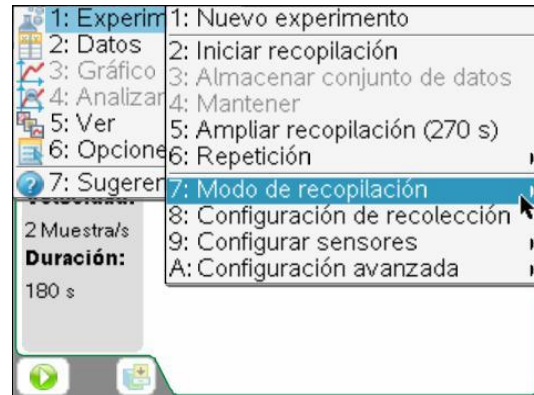 1: Experim
2: Datos
3: Gráfico
4: Analizar
5: Ver
6: Opcione
7: Sugerer
1: Nuevo experimento
2: Iniciar recopilación
3: Almacenar conjunto de datos
4: Mantener
5: Ampliar recopilación (270 s)
6: Repetición
7: Modo de recopilación
8: Configuración de recolección
9: Configurar sensores
A: Configuración avanzada
2 Muestra/s
Duración:
180 s